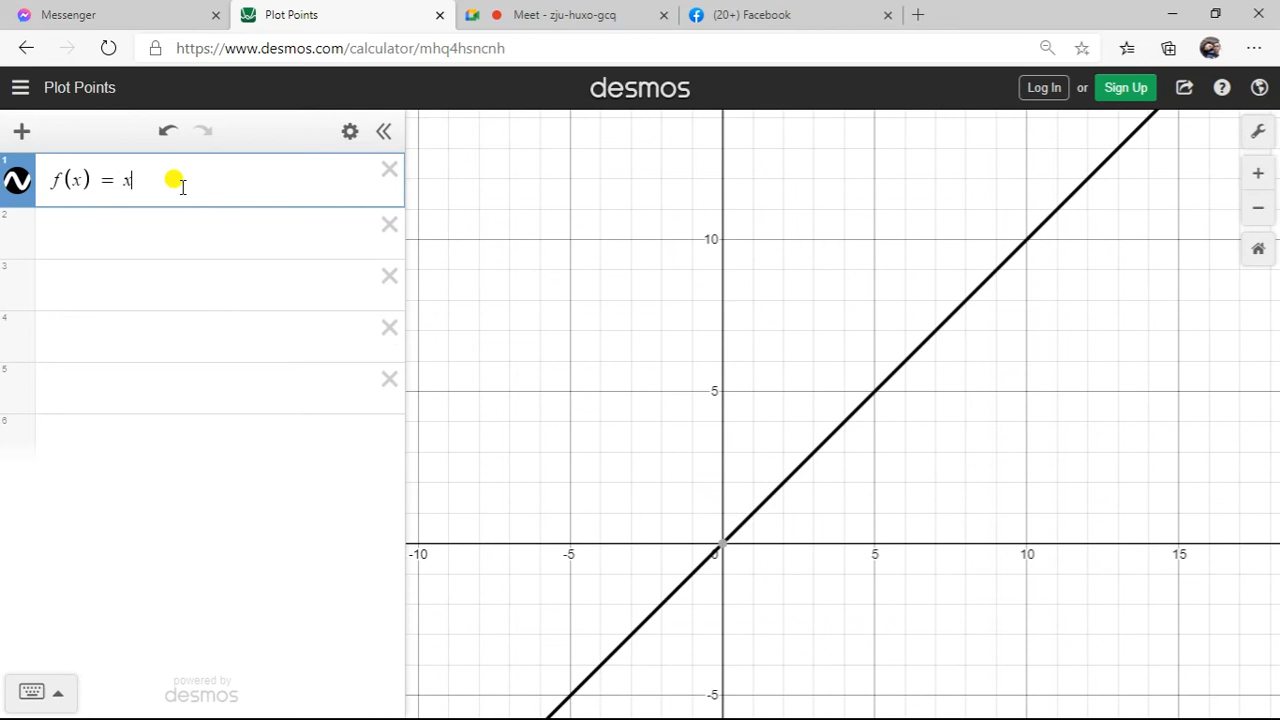 Messenger
Plot Points
Meet - zju-huxo-gcq
(20+) Facebook
https://www.desmos.com/calculator/mhq4hsncnh
Plot Points
desmos
Log In or Sign Up
1
f(x) = x
2
3
4
5
6
powered by
desmos
10
5
-10 -5 0 5 10 15
-5